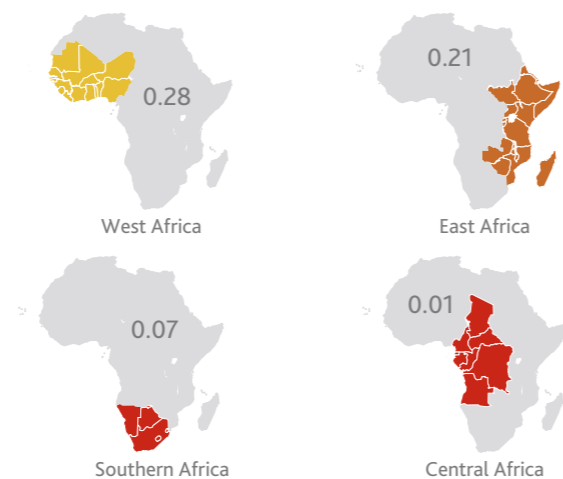 0.28
0.21
West Africa
East Africa
0.07
0.01
Southern Africa
Central Africa